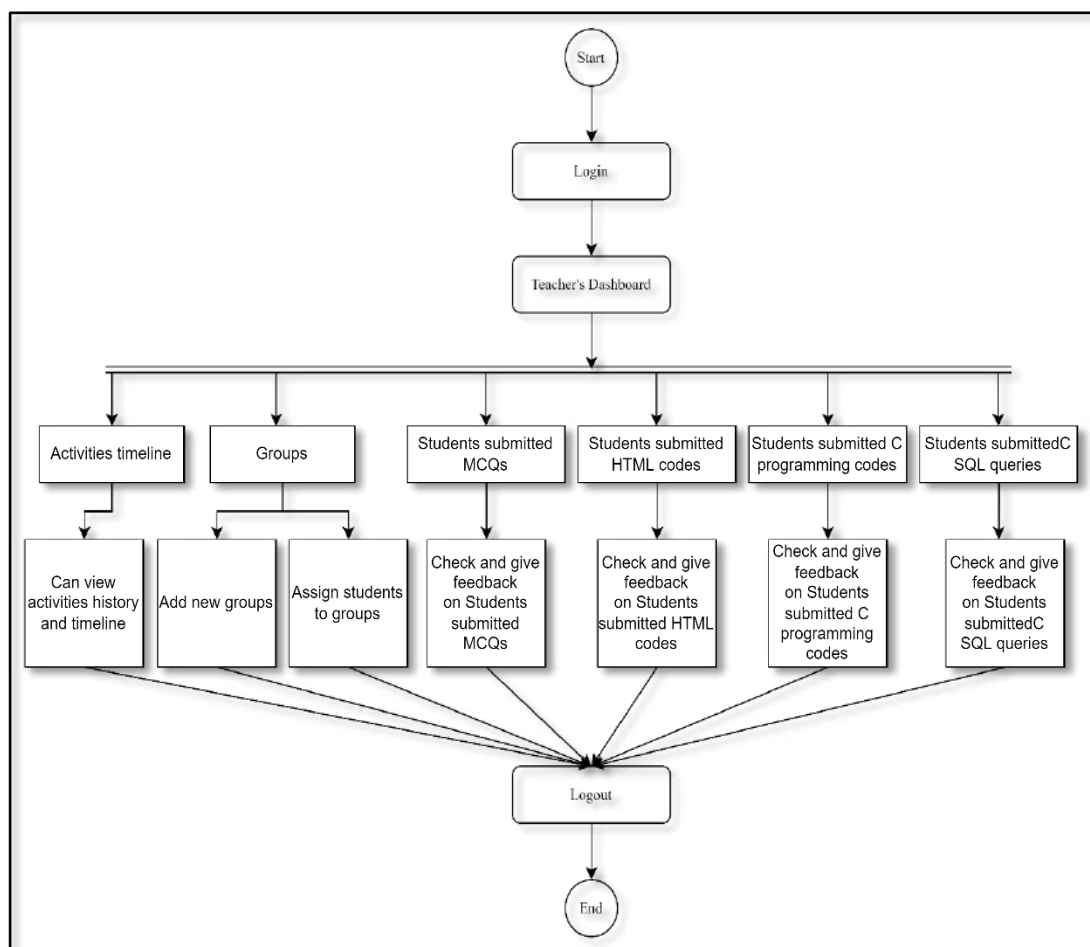 Start
Login
Teacher's Dashboard
Activities timeline
Groups
Students submitted
MCQs
Students submitted
HTML codes
Students submitted C
programming codes
Students submittedC
SQL queries
Can view
activities history
and timeline
Add new groups
Assign students
to groups
Check and give
feedback
on Students
submitted
MCQs
Check and give
feedback
on Students
submitted HTML
codes
Check and give
feedback
on Students
submitted C
programming
codes
Check and give
feedback
on Students
submittedC
SQL queries
Logout
End